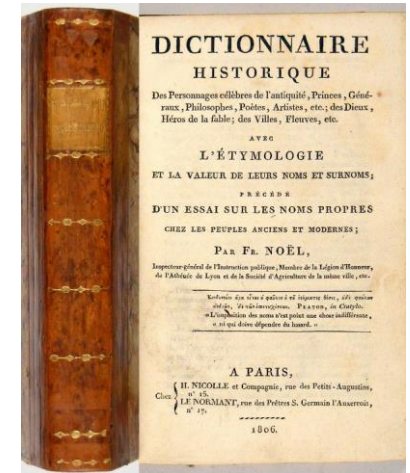 DICTIONNAIRE
HISTORIQUE
Des Personnages célèbres de l'antiquité, Princes, Géné-
raux, Philosophes, Poètes, Artistes, etc.; des Dieux,
Héros de la fable; des Villes, Fleuves, etc.
AVEC
L'ÉTYMOLOGIE
ET LA VALEUR DE LEURS NOMS ET SURNOMS;
PRÉCÉDÉ
D'UN ESSAI SUR LES NOMS PROPRES
CHEZ LES PEUPLES ANCIENS ET MODERNES;
PAR FR. NOËL,
Inspecteur-général de l'Instruction publique, Membre de la Légion d'Honneur,
de l'Athénée de Lyon et de la Société d'Agriculture de la même ville, etc.
PLATON, in Cratylo.
« L'imposition des noms n'est point une chose indifférente,
« ni qui doive dépendre du hasard. »
A PARIS,
Chez
H. NICOLLE et Compagnie, rue des Petits-Augustins,
n° 15.
LE NORMANT, rue des Prêtres S. Germain l'Auxerrois,
n° 17.
1806.